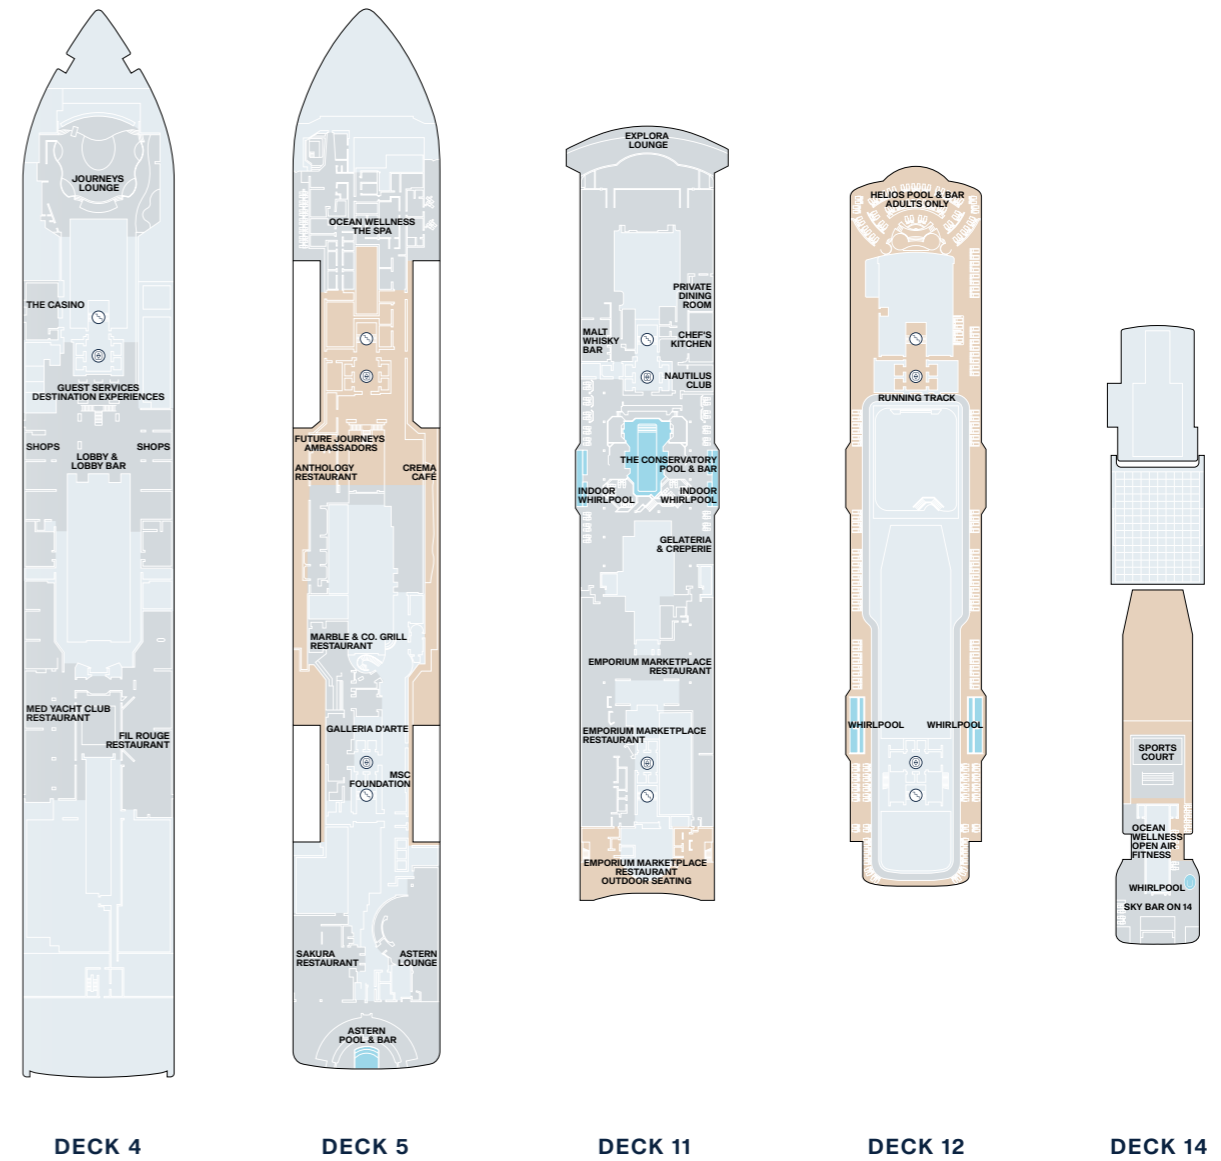 JOURNEYS
LOUNGE
THE CASINO
GUEST SERVICES
DESTINATION EXPERIENCES
SHOPS
SHOPS
LOBBY &
LOBBY BAR
MED YACHT CLUB
RESTAURANT
FIL ROUGE
RESTAURANT
DECK 4
OCEAN WELLNESS
THE SPA
FUTURE JOURNEYS
AMBASSADORS
ANTHOLOGY
RESTAURANT
CREMA
CAFÉ
MARBLE & CO. GRILL
RESTAURANT
GALLERIA D'ARTE
MSC
FOUNDATION
SAKURA
RESTAURANT
ASTERN
LOUNGE
ASTERN
POOL & BAR
DECK 5
EXPLORA
LOUNGE
PRIVATE
DINING
ROOM
MALT
WHISKY
BAR
CHEF'S
KITCHEN
NAUTILUS
CLUB
THE CONSERVATORY
POOL & BAR
INDOOR
WHIRLPOOL
INDOOR
WHIRLPOOL
GELATERIA
& CREPERIE
EMPORIUM MARKETPLACE
RESTAURANT
EMPORIUM MARKETPLACE
RESTAURANT
EMPORIUM MARKETPLACE
RESTAURANT
OUTDOOR SEATING
DECK 11
HELIOS POOL & BAR
ADULTS ONLY
RUNNING TRACK
WHIRLPOOL
WHIRLPOOL
DECK 12
SPORTS
COURT
OCEAN
WELLNESS
OPEN AIR
FITNESS
WHIRLPOOL
SKY BAR ON 14
DECK 14